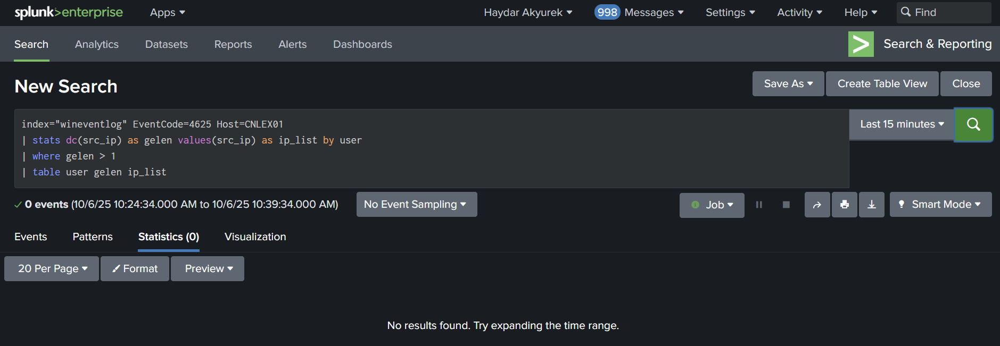 splunk>enterprise Apps Haydar Akyurek 998 Messages Settings Activity Help Find
Search Analytics Datasets Reports Alerts Dashboards > Search & Reporting
New Search Save As Create Table View Close
index="wineventlog" EventCode=4625 Host=CNLEX01 Last 15 minutes
| stats dc(src_ip) as gelen values(src_ip) as ip_list by user
| where gelen > 1
| table user gelen ip_list
0 events (10/6/25 10:24:34.000 AM to 10/6/25 10:39:34.000 AM) No Event Sampling Job Smart Mode
Events Patterns Statistics (0) Visualization
20 Per Page Format Preview
No results found. Try expanding the time range.